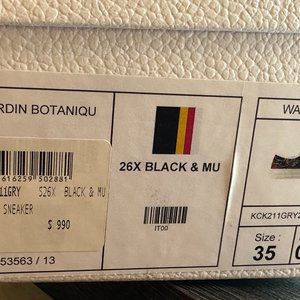 RDIN BOTANIQU
WA
616259 502881
11GRY S26X BLACK & MU
SNEAKER
$ 990
26X BLACK & MU
IT00
KCK211GRY2
Size :
35
53563 / 13